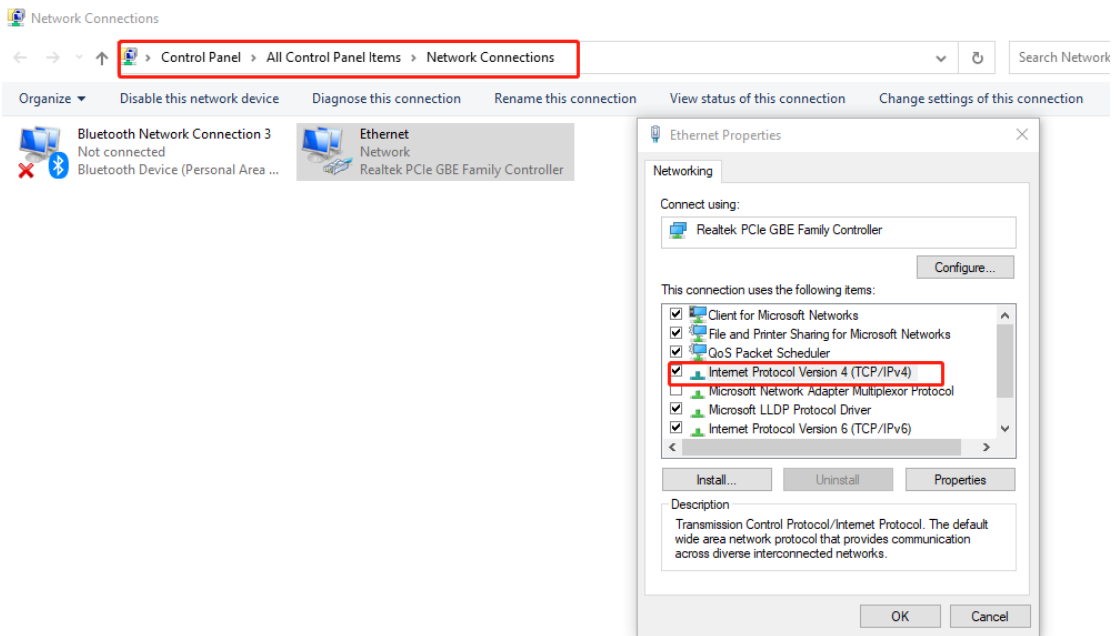 Network Connections
Control Panel > All Control Panel Items > Network Connections
Search Network
Organize
Disable this network device
Diagnose this connection
Rename this connection
View status of this connection
Change settings of this connection
Bluetooth Network Connection 3
Not connected
Bluetooth Device (Personal Area ...
Ethernet
Network
Realtek PCIe GBE Family Controller
Ethernet Properties
Networking
Connect using:
Realtek PCIe GBE Family Controller
Configure...
This connection uses the following items:
Client for Microsoft Networks
File and Printer Sharing for Microsoft Networks
QoS Packet Scheduler
Internet Protocol Version 4 (TCP/IPv4)
Microsoft Network Adapter Multiplexor Protocol
Microsoft LLDP Protocol Driver
Internet Protocol Version 6 (TCP/IPv6)
Install...
Uninstall
Properties
Description
Transmission Control Protocol/Internet Protocol. The default
wide area network protocol that provides communication
across diverse interconnected networks.
OK
Cancel